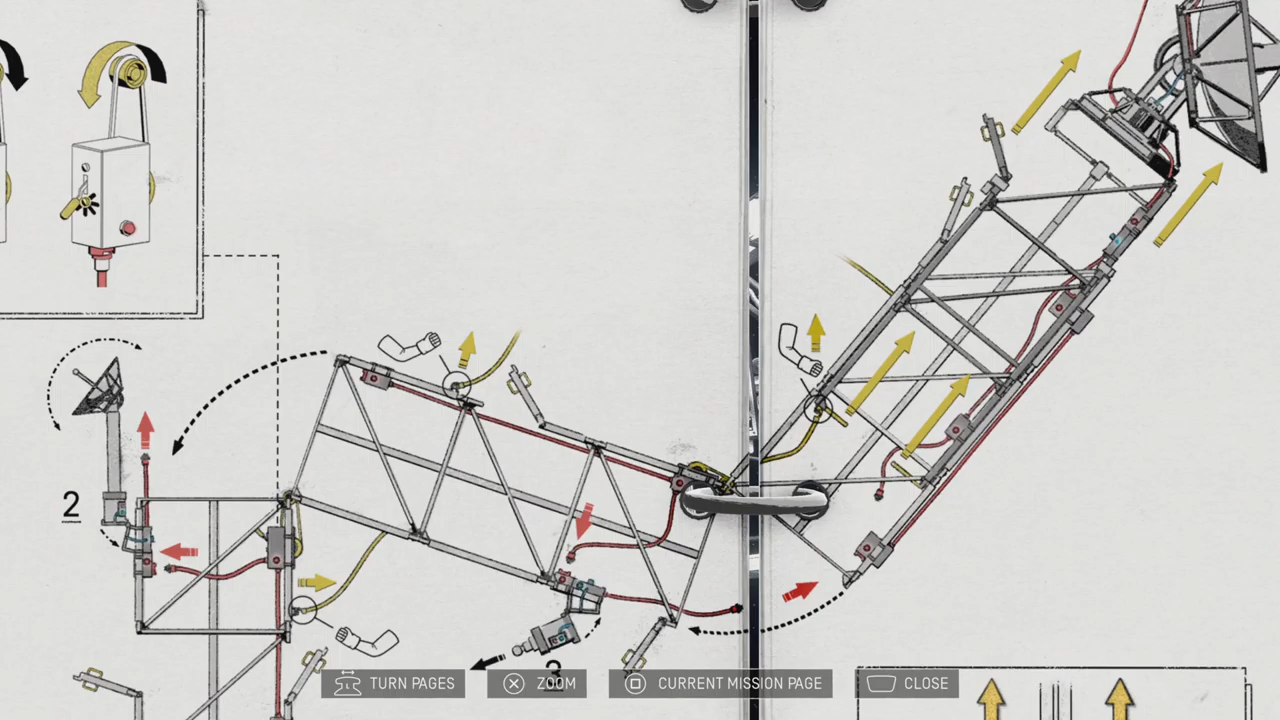 2
3
TURN PAGES
ZOOM
CURRENT MISSION PAGE
CLOSE